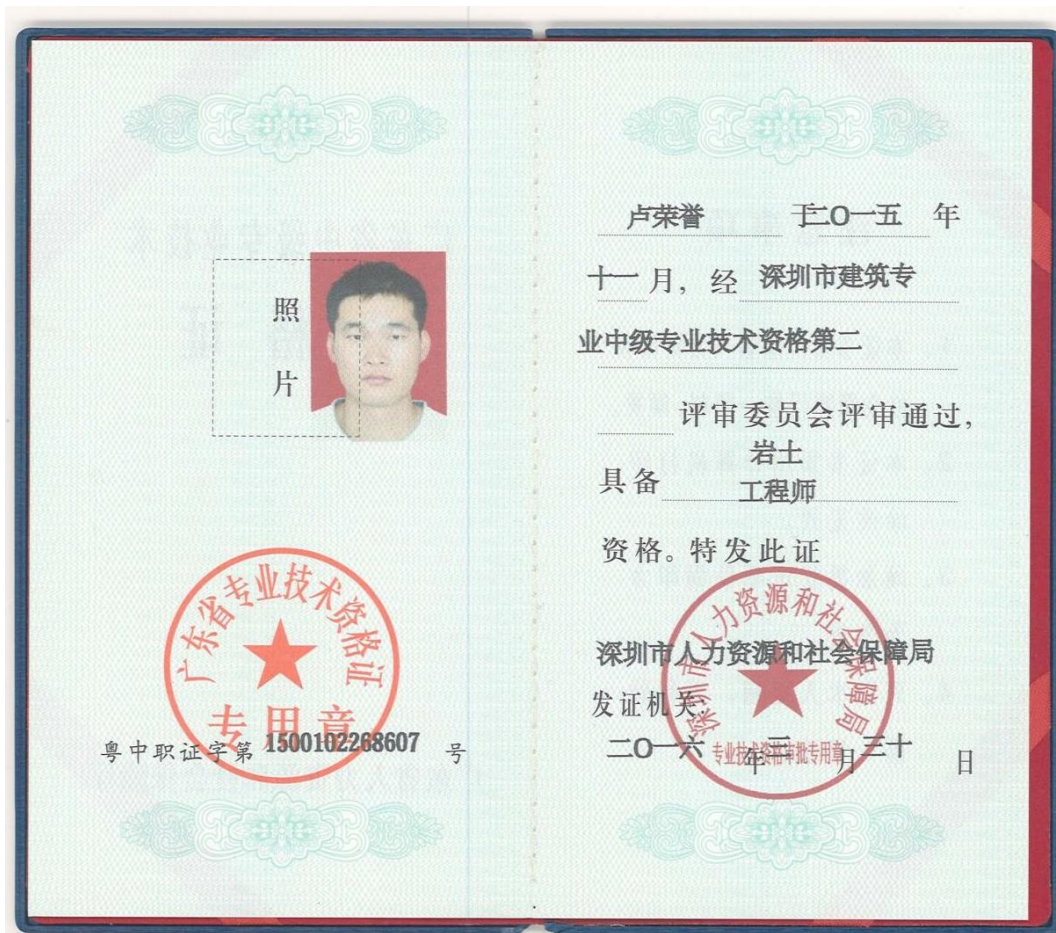 照
片
广东省专业技术资格证
专用章
粤中职证字第 1500102268607 号
卢荣誉 于二O一五 年
十一月，经 深圳市建筑专
业中级专业技术资格第二
评审委员会评审通过，
岩土
具备 工程师
资格。特发此证
深圳市人力资源和社会保障局
深圳市人力资源和社会保障局
发证机关：
二O一六 年 三 月 三十 日
专业技术资格审批专用章